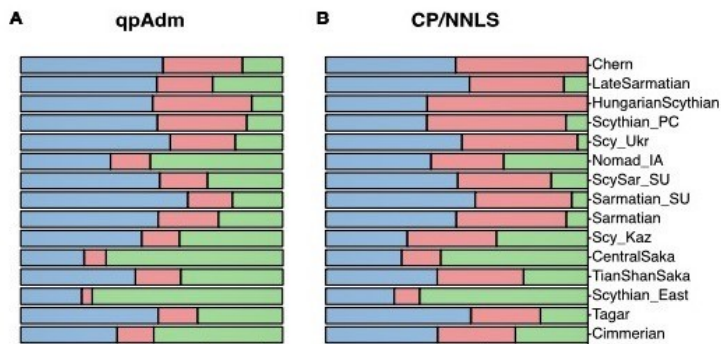 A qpAdm B CP/NNLS
Chern
LateSarmatian
HungarianScythian
Scythian_PC
Scy_Ukr
Nomad_IA
ScySar_SU
Sarmatian_SU
Sarmatian
Scy_Kaz
CentralSaka
TianShanSaka
Scythian_East
Tagar
Cimmerian